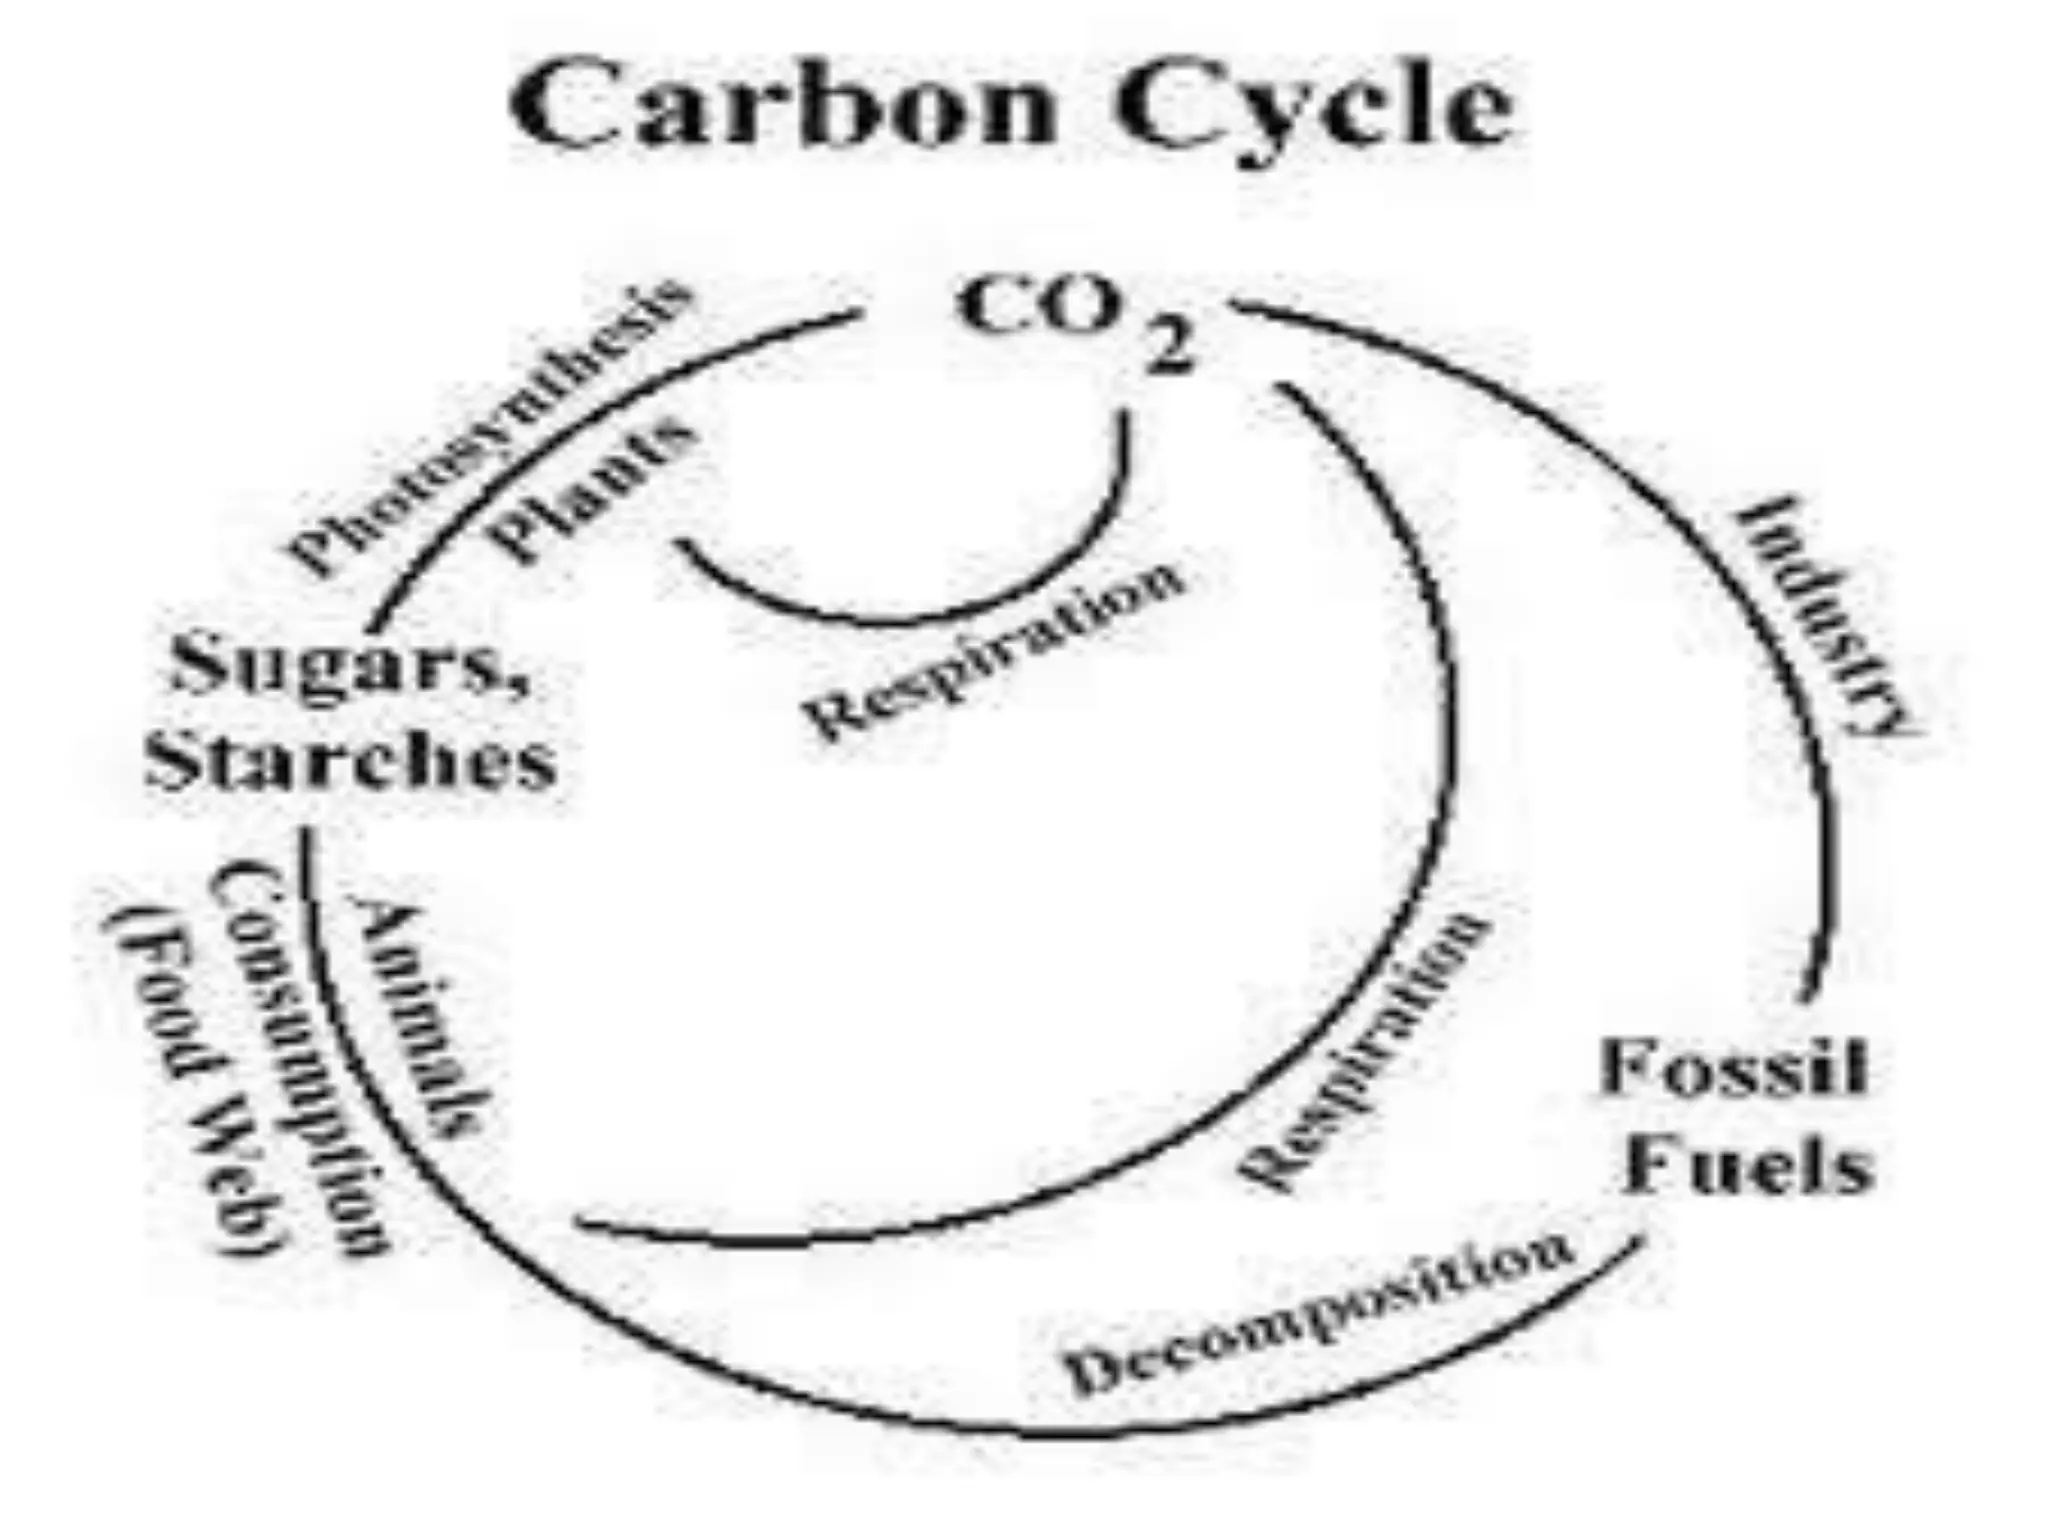 Carbon Cycle
CO2
Photosynthesis
Plants
Respiration
Industry
Sugars,
Starches
Consumption
(Food Web)
Animals
Respiration
Fossil
Fuels
Decomposition